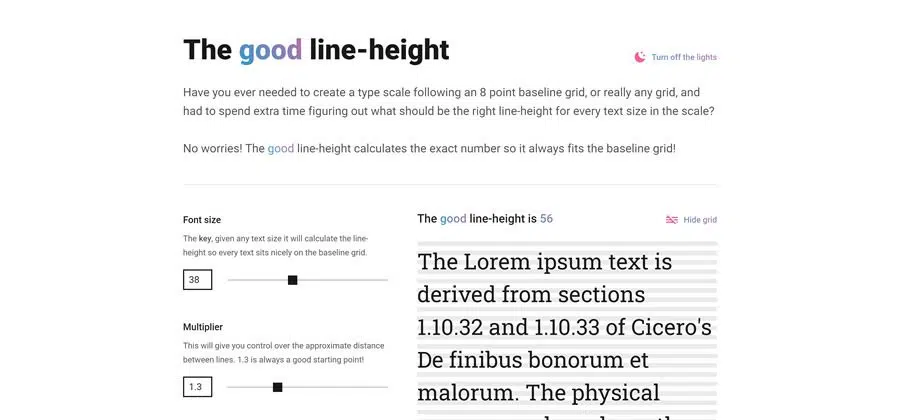 The good line-height
Turn off the lights
Have you ever needed to create a type scale following an 8 point baseline grid, or really any grid, and
had to spend extra time figuring out what should be the right line-height for every text size in the scale?
No worries! The good line-height calculates the exact number so it always fits the baseline grid!
Font size
The key, given any text size it will calculate the line-
height so every text sits nicely on the baseline grid.
38
Multiplier
This will give you control over the approximate distance
between lines. 1.3 is always a good starting point!
1.3
The good line-height is 56
Hide grid
The Lorem ipsum text is
derived from sections
1.10.32 and 1.10.33 of Cicero's
De finibus bonorum et
malorum. The physical